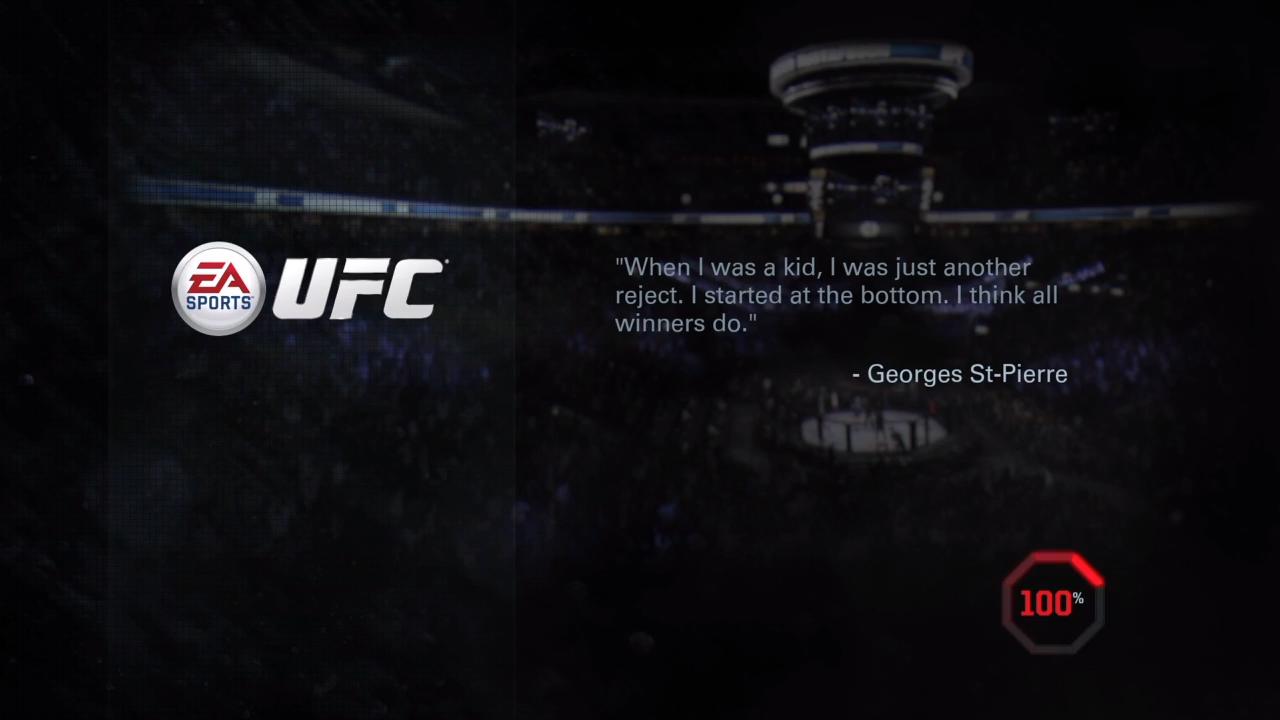 EA
SPORTS
UFC
"When I was a kid, I was just another
reject. I started at the bottom. I think all
winners do."
- Georges St-Pierre
100%